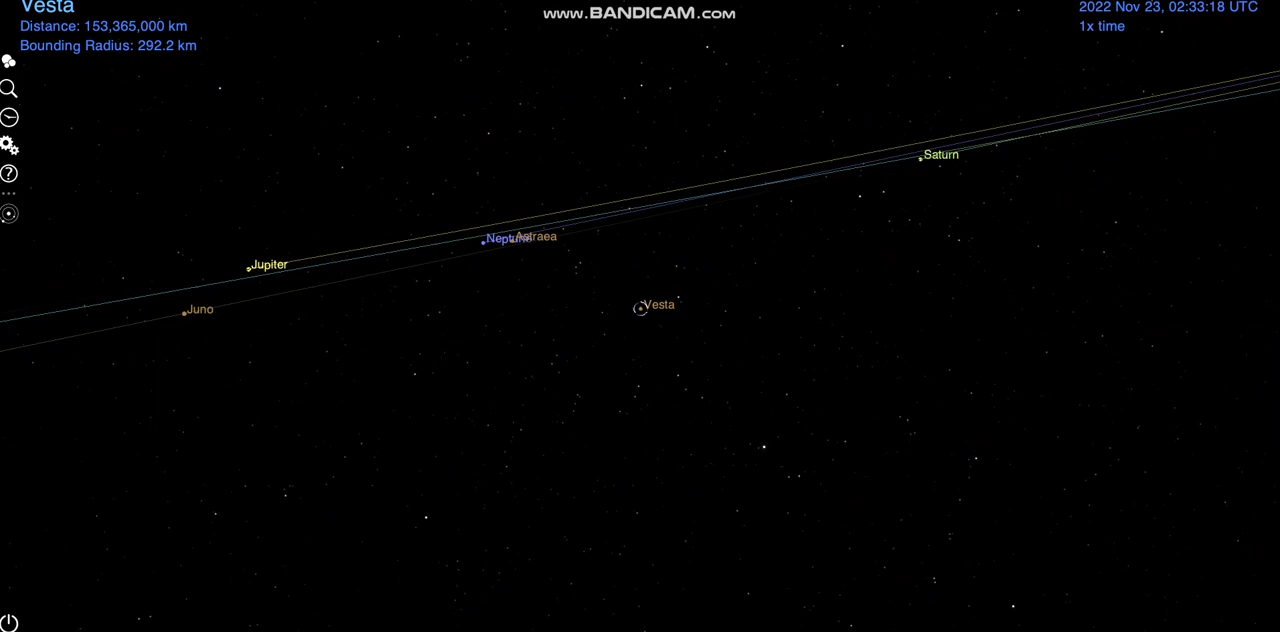 Vesta
Distance: 153,365,000 km
Bounding Radius: 292.2 km
www.BANDICAM.com
2022 Nov 23, 02:33:18 UTC
1x time
Saturn
Neptune
Astraea
Jupiter
Juno
Vesta